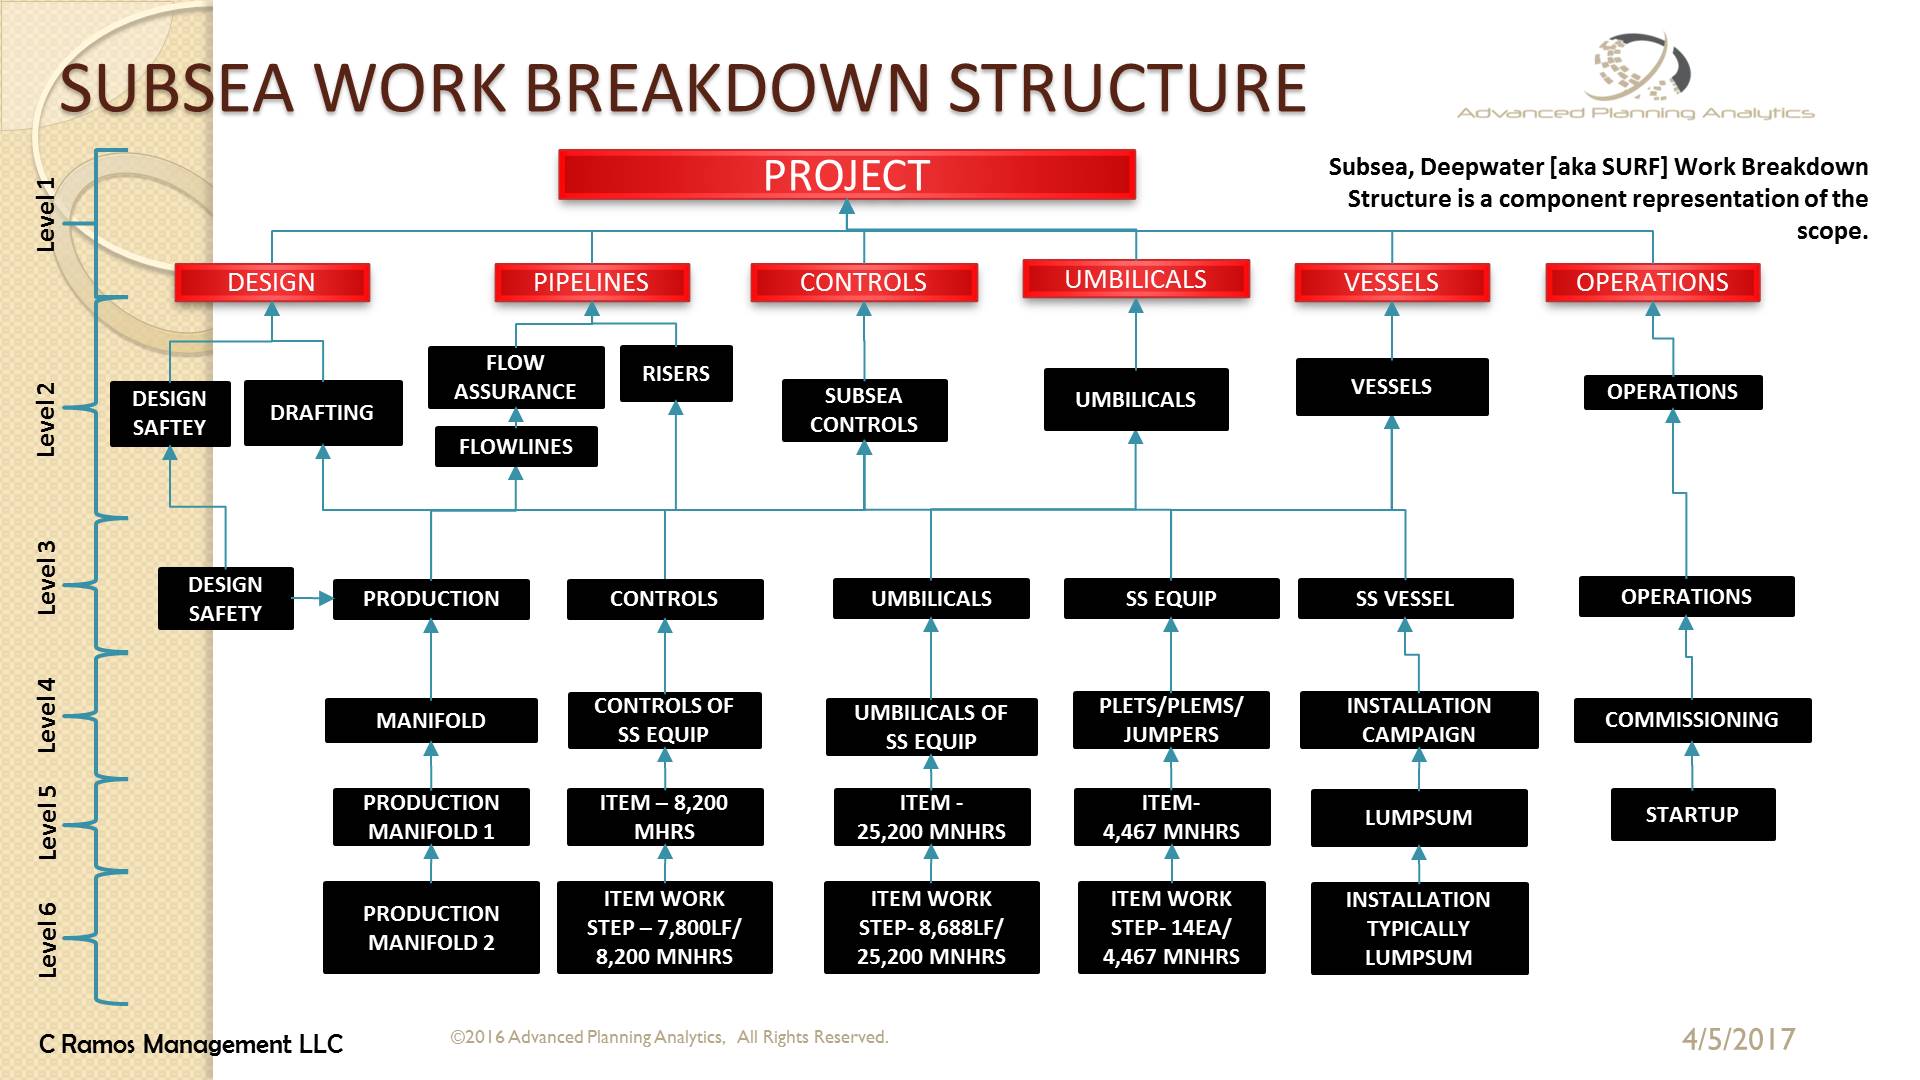 SUBSEA WORK BREAKDOWN STRUCTURE
Advanced Planning Analytics
Subsea, Deepwater [aka SURF] Work Breakdown
Structure is a component representation of the
scope.
Level 1
PROJECT
DESIGN
PIPELINES
CONTROLS
UMBILICALS
VESSELS
OPERATIONS
Level 2
DESIGN
SAFTEY
DRAFTING
FLOW
ASSURANCE
FLOWLINES
RISERS
SUBSEA
CONTROLS
UMBILICALS
VESSELS
OPERATIONS
Level 3
DESIGN
SAFETY
PRODUCTION
CONTROLS
UMBILICALS
SS EQUIP
SS VESSEL
OPERATIONS
Level 4
MANIFOLD
CONTROLS OF
SS EQUIP
UMBILICALS OF
SS EQUIP
PLETS/PLEMS/
JUMPERS
INSTALLATION
CAMPAIGN
COMMISSIONING
Level 5
PRODUCTION
MANIFOLD 1
ITEM – 8,200
MHRS
ITEM -
25,200 MNHRS
ITEM-
4,467 MNHRS
LUMPSUM
STARTUP
Level 6
PRODUCTION
MANIFOLD 2
ITEM WORK
STEP – 7,800LF/
8,200 MNHRS
ITEM WORK
STEP- 8,688LF/
25,200 MNHRS
ITEM WORK
STEP- 14EA/
4,467 MNHRS
INSTALLATION
TYPICALLY
LUMPSUM
C Ramos Management LLC
©2016 Advanced Planning Analytics, All Rights Reserved.
4/5/2017